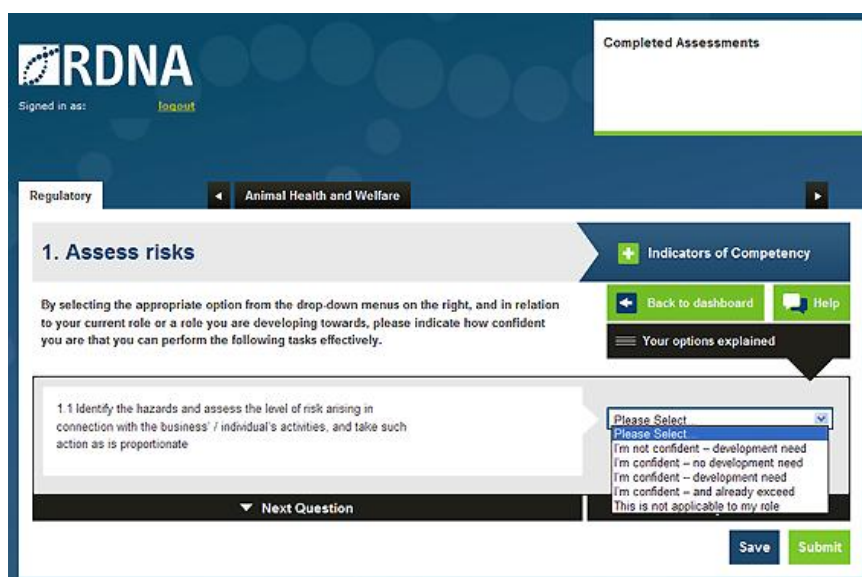 RDNA
Completed Assessments
Signed in as:
logout
Regulatory
Animal Health and Welfare
1. Assess risks
Indicators of Competency
By selecting the appropriate option from the drop-down menus on the right, and in relation
to your current role or a role you are developing towards, please indicate how confident
you are that you can perform the following tasks effectively.
Back to dashboard
Help
Your options explained
1.1 Identify the hazards and assess the level of risk arising in
connection with the business' / individual's activities, and take such
action as is proportionate
Please Select...
Please Select...
I'm not confident – development need
I'm confident – no development need
I'm confident – development need
I'm confident – and already exceed
This is not applicable to my role
Next Question
Save
Submit